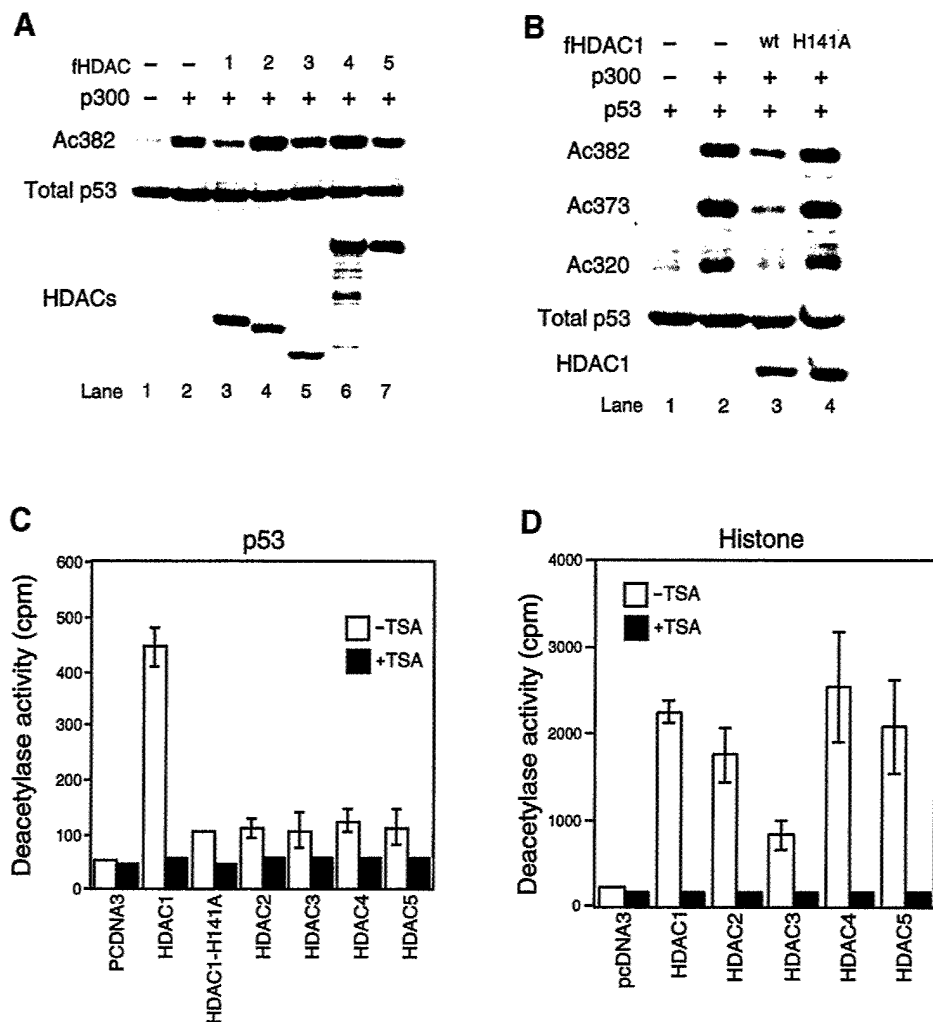 A
fHDAC – – 1 2 3 4 5
p300 – + + + + + +
Ac382
Total p53
HDACs
Lane 1 2 3 4 5 6 7
B
fHDAC1 – – wt H141A
p300 – + + +
p53 + + + +
Ac382
Ac373
Ac320
Total p53
HDAC1
Lane 1 2 3 4
C
p53
Deacetylase activity (cpm)
600
500
400
300
200
100
0
–TSA
+TSA
PCDNA3
HDAC1
HDAC1-H141A
HDAC2
HDAC3
HDAC4
HDAC5
D
Histone
Deacetylase activity (cpm)
4000
3000
2000
1000
0
–TSA
+TSA
pcDNA3
HDAC1
HDAC2
HDAC3
HDAC4
HDAC5